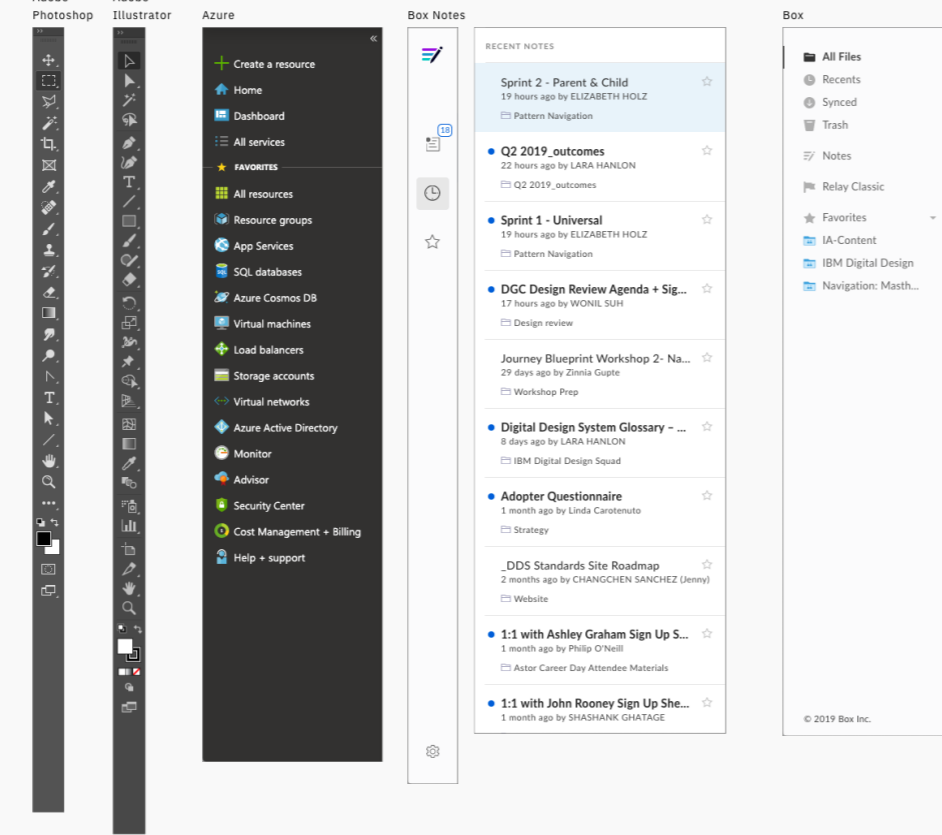 Adobe
Photoshop
Adobe
Illustrator
Azure
Create a resource
Home
Dashboard
All services
FAVORITES
All resources
Resource groups
App Services
SQL databases
Azure Cosmos DB
Virtual machines
Load balancers
Storage accounts
Virtual networks
Azure Active Directory
Monitor
Advisor
Security Center
Cost Management + Billing
Help + support
Box Notes
18
RECENT NOTES
Sprint 2 - Parent & Child
19 hours ago by ELIZABETH HOLZ
Pattern Navigation
Q2 2019_outcomes
22 hours ago by LARA HANLON
Q2 2019_outcomes
Sprint 1 - Universal
19 hours ago by ELIZABETH HOLZ
Pattern Navigation
DGC Design Review Agenda + Sig...
17 hours ago by WONIL SUH
Design review
Journey Blueprint Workshop 2- Na...
29 days ago by Zinnia Gupte
Workshop Prep
Digital Design System Glossary – ...
8 days ago by LARA HANLON
IBM Digital Design Squad
Adopter Questionnaire
1 month ago by Linda Carotenuto
Strategy
_DDS Standards Site Roadmap
2 months ago by CHANGCHEN SANCHEZ (Jenny)
Website
1:1 with Ashley Graham Sign Up S...
1 month ago by Philip O'Neill
Astor Career Day Attendee Materials
1:1 with John Rooney Sign Up She...
1 month ago by SHASHANK GHATAGE
Box
All Files
Recents
Synced
Trash
Notes
Relay Classic
Favorites
IA-Content
IBM Digital Design
Navigation: Masth...
© 2019 Box Inc.